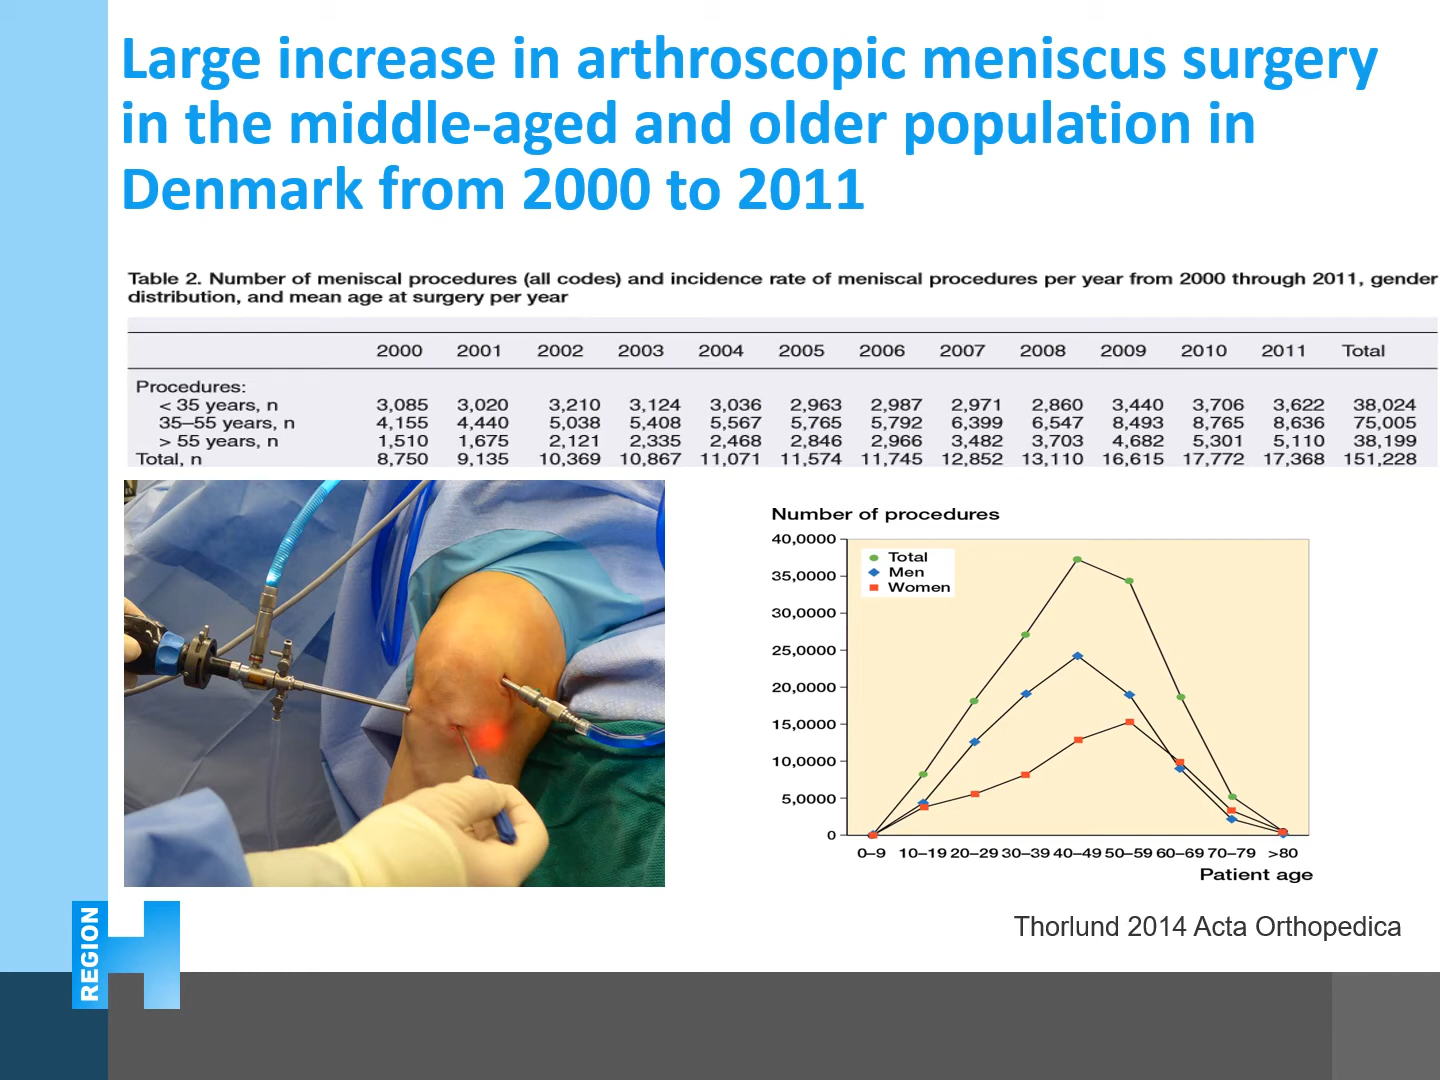 Large increase in arthroscopic meniscus surgery
in the middle-aged and older population in
Denmark from 2000 to 2011
Table 2. Number of meniscal procedures (all codes) and incidence rate of meniscal procedures per year from 2000 through 2011, gender
distribution, and mean age at surgery per year
2000 2001 2002 2003 2004 2005 2006 2007 2008 2009 2010 2011 Total
Procedures:
< 35 years, n 3,085 3,020 3,210 3,124 3,036 2,963 2,987 2,971 2,860 3,440 3,706 3,622 38,024
35–55 years, n 4,155 4,440 5,038 5,408 5,567 5,765 5,792 6,399 6,547 8,493 8,765 8,636 75,005
> 55 years, n 1,510 1,675 2,121 2,335 2,468 2,846 2,966 3,482 3,703 4,682 5,301 5,110 38,199
Total, n 8,750 9,135 10,369 10,867 11,071 11,574 11,745 12,852 13,110 16,615 17,772 17,368 151,228
Number of procedures
40,0000
35,0000
30,0000
25,0000
20,0000
15,0000
10,0000
5,0000
0
Total
Men
Women
0–9 10–19 20–29 30–39 40–49 50–59 60–69 70–79 >80
Patient age
Thorlund 2014 Acta Orthopedica
REGION
H